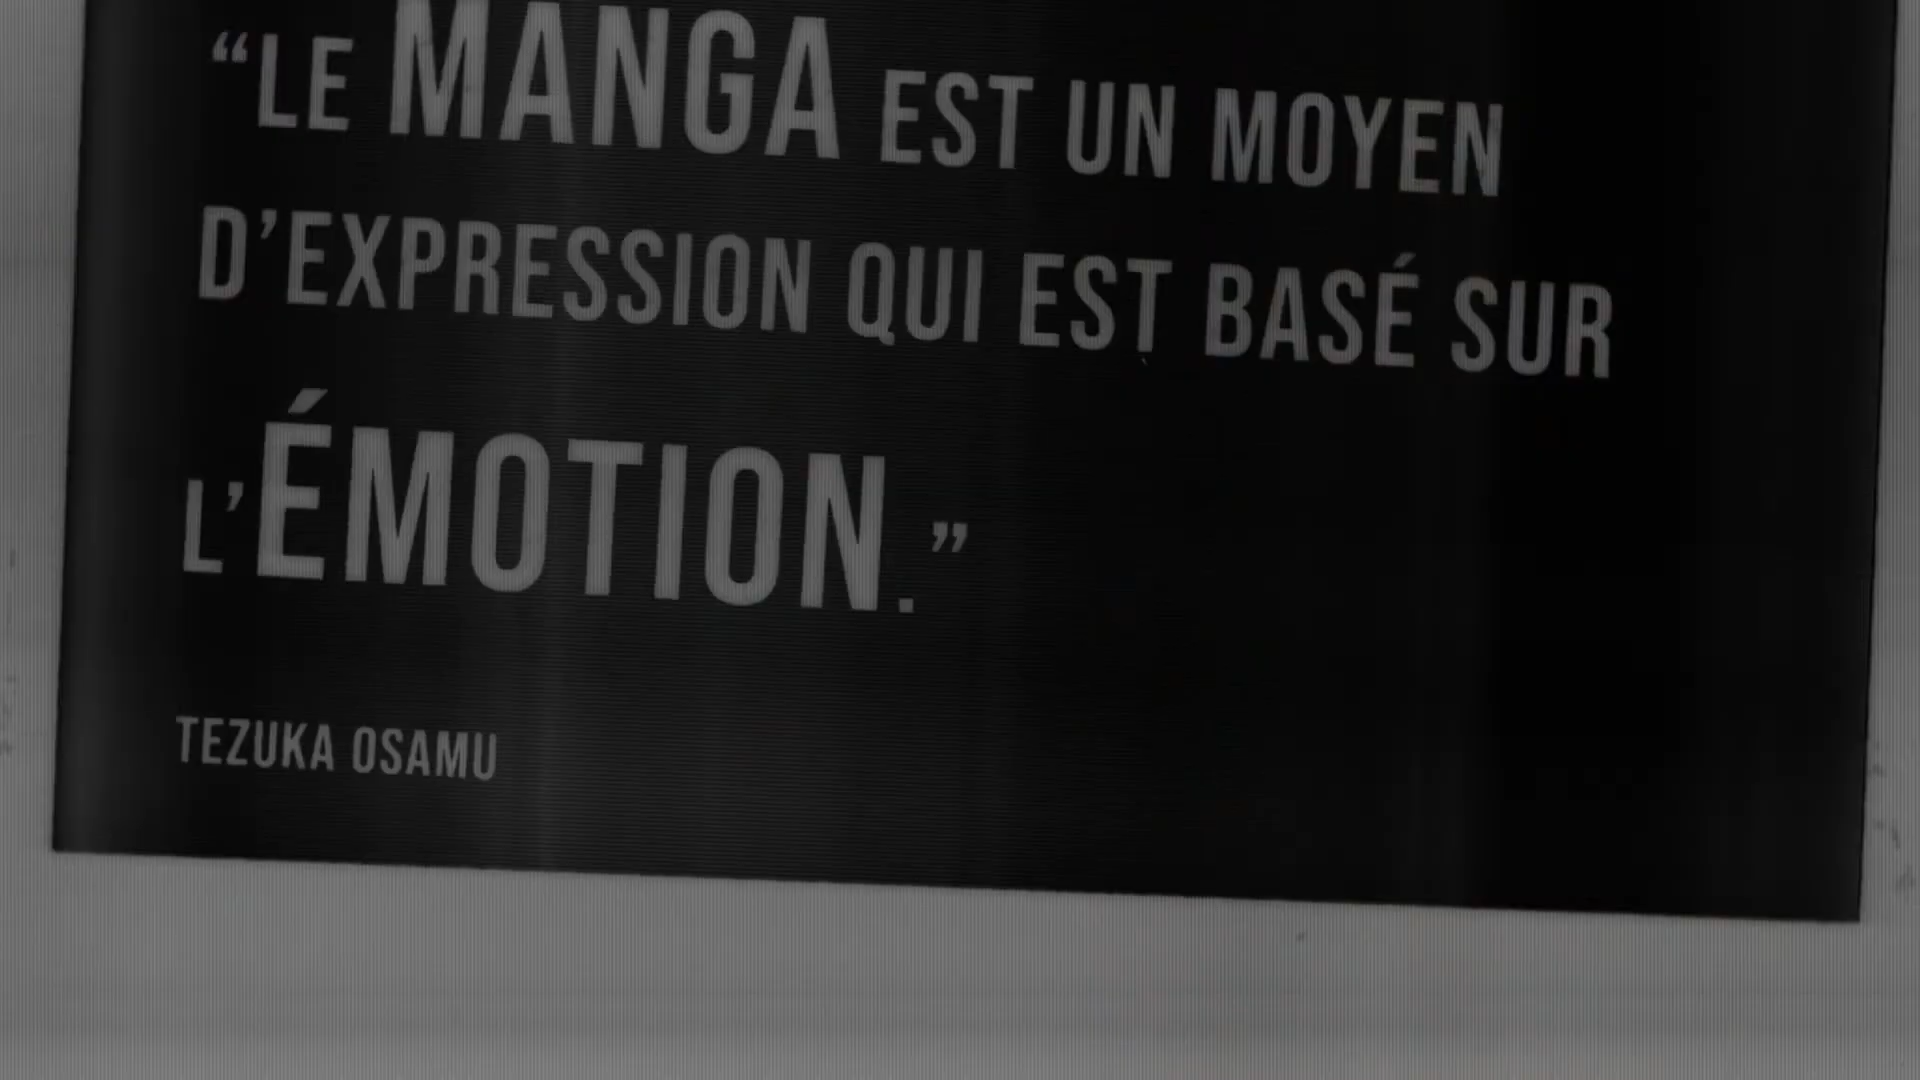 “LE MANGA EST UN MOYEN
D’EXPRESSION QUI EST BASÉ SUR
L’ÉMOTION.”
TEZUKA OSAMU